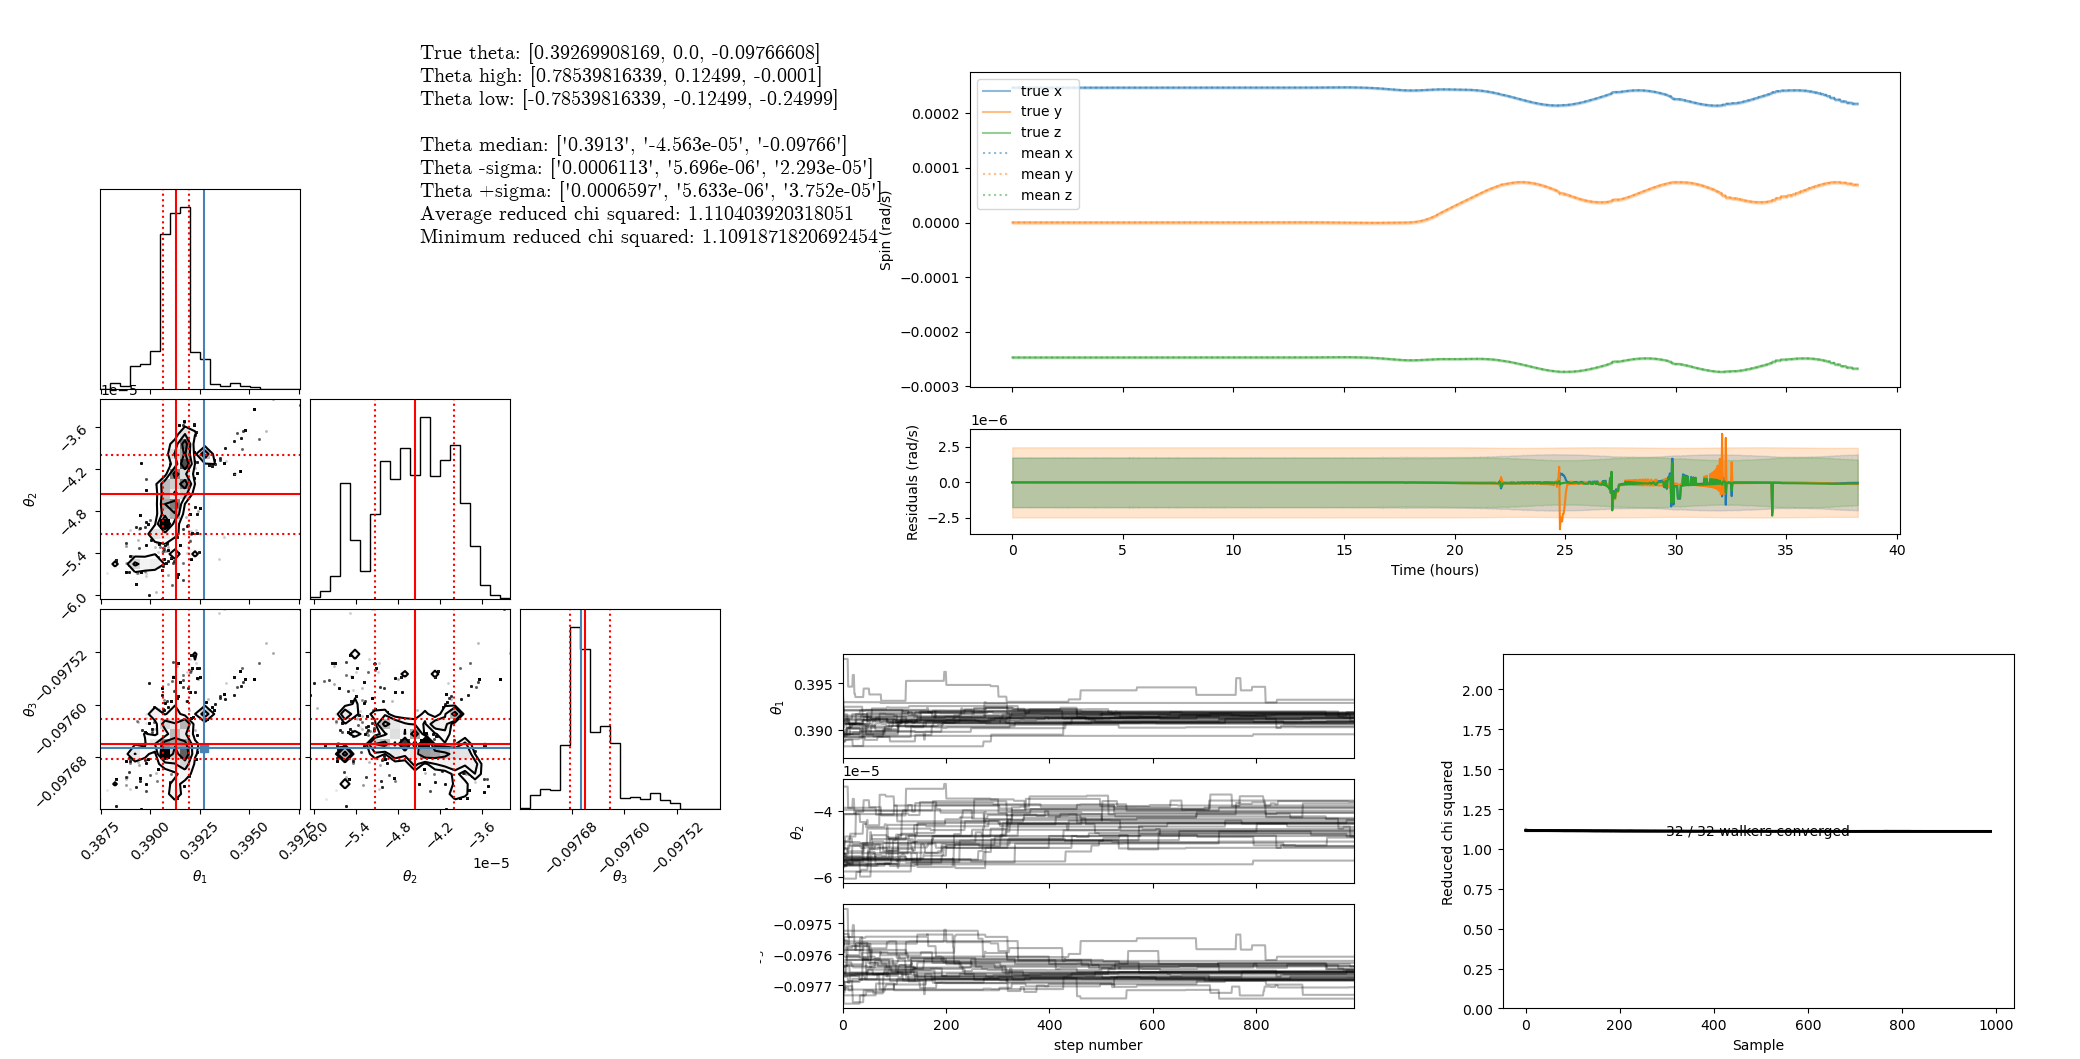 True theta: [0.39269908169, 0.0, -0.09766608]
Theta high: [0.78539816339, 0.12499, -0.0001]
Theta low: [-0.78539816339, -0.12499, -0.24999]
Theta median: ['0.3913', '-4.563e-05', '-0.09766']
Theta -sigma: ['0.0006113', '5.696e-06', '2.293e-05']
Theta +sigma: ['0.0006597', '5.633e-06', '3.752e-05']
Average reduced chi squared: 1.110403920318051
Minimum reduced chi squared: 1.1091871820692454
1e−5
−3.6
−4.2
−4.8
−5.4
−6.0
θ2
−0.09752
−0.09760
−0.09768
θ3
0.3875
0.3900
0.3925
0.3950
0.3975
θ1
−6.0
−5.4
−4.8
−4.2
−3.6
1e−5
θ2
−0.09768
−0.09760
−0.09752
θ3
true x
true y
true z
mean x
mean y
mean z
0.0002
0.0001
0.0000
−0.0001
−0.0002
−0.0003
Spin (rad/s)
1e−6
2.5
0.0
−2.5
Residuals (rad/s)
0
5
10
15
20
25
30
35
40
Time (hours)
0.395
0.390
θ1
1e−5
−4
−6
θ2
−0.0975
−0.0976
−0.0977
0
200
400
600
800
step number
2.00
1.75
1.50
1.25
1.00
0.75
0.50
0.25
0.00
Reduced chi squared
32 / 32 walkers converged
0
200
400
600
800
1000
Sample